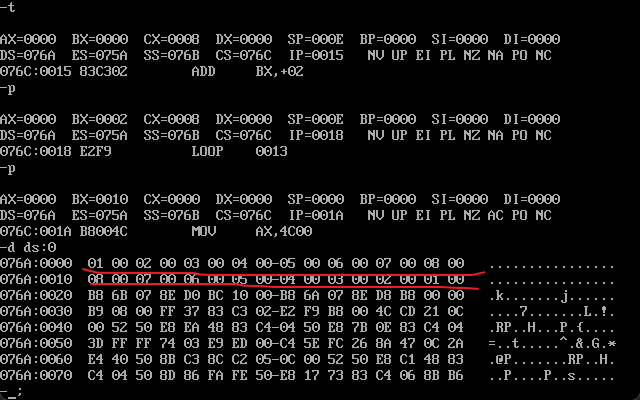 -t
AX=0000 BX=0000 CX=0008 DX=0000 SP=000E BP=0000 SI=0000 DI=0000
DS=076A ES=075A SS=076B CS=076C IP=0015 NV UP EI PL NZ NA PO NC
076C:0015 83C302 ADD BX,+02
-p
AX=0000 BX=0002 CX=0008 DX=0000 SP=000E BP=0000 SI=0000 DI=0000
DS=076A ES=075A SS=076B CS=076C IP=0018 NV UP EI PL NZ NA PO NC
076C:0018 E2F9 LOOP 0013
-p
AX=0000 BX=0010 CX=0000 DX=0000 SP=000E BP=0000 SI=0000 DI=0000
DS=076A ES=075A SS=076B CS=076C IP=001A NV UP EI PL NZ AC PO NC
076C:001A B8004C MOV AX,4C00
-d ds:0
076A:0000 01 00 02 00 03 00 04 00-05 00 06 00 07 00 08 00 ................
076A:0010 08 00 07 00 06 00 05 00-04 00 03 00 02 00 01 00 ................
076A:0020 B8 6B 07 8E D0 BC 10 00-B8 6A 07 8E D8 B8 00 00 .k.......j......
076A:0030 B9 08 00 FF 37 83 C3 02-E2 F9 B8 00 4C CD 21 0C ....7.......L.!.
076A:0040 00 52 50 E8 EA 48 83 C4-04 50 E8 7B 0E 83 C4 04 .RP..H...P.{....
076A:0050 3D FF FF 74 03 E9 ED 00-C4 5E FC 26 8A 47 0C 2A =..t.....^.&.G.*
076A:0060 E4 40 50 8B C3 8C C2 05-0C 00 52 50 E8 C1 48 83 .@P.......RP..H.
076A:0070 C4 04 50 8D 86 FA FE 50-E8 17 73 83 C4 06 8B B6 ..P....P..s.....
-_;